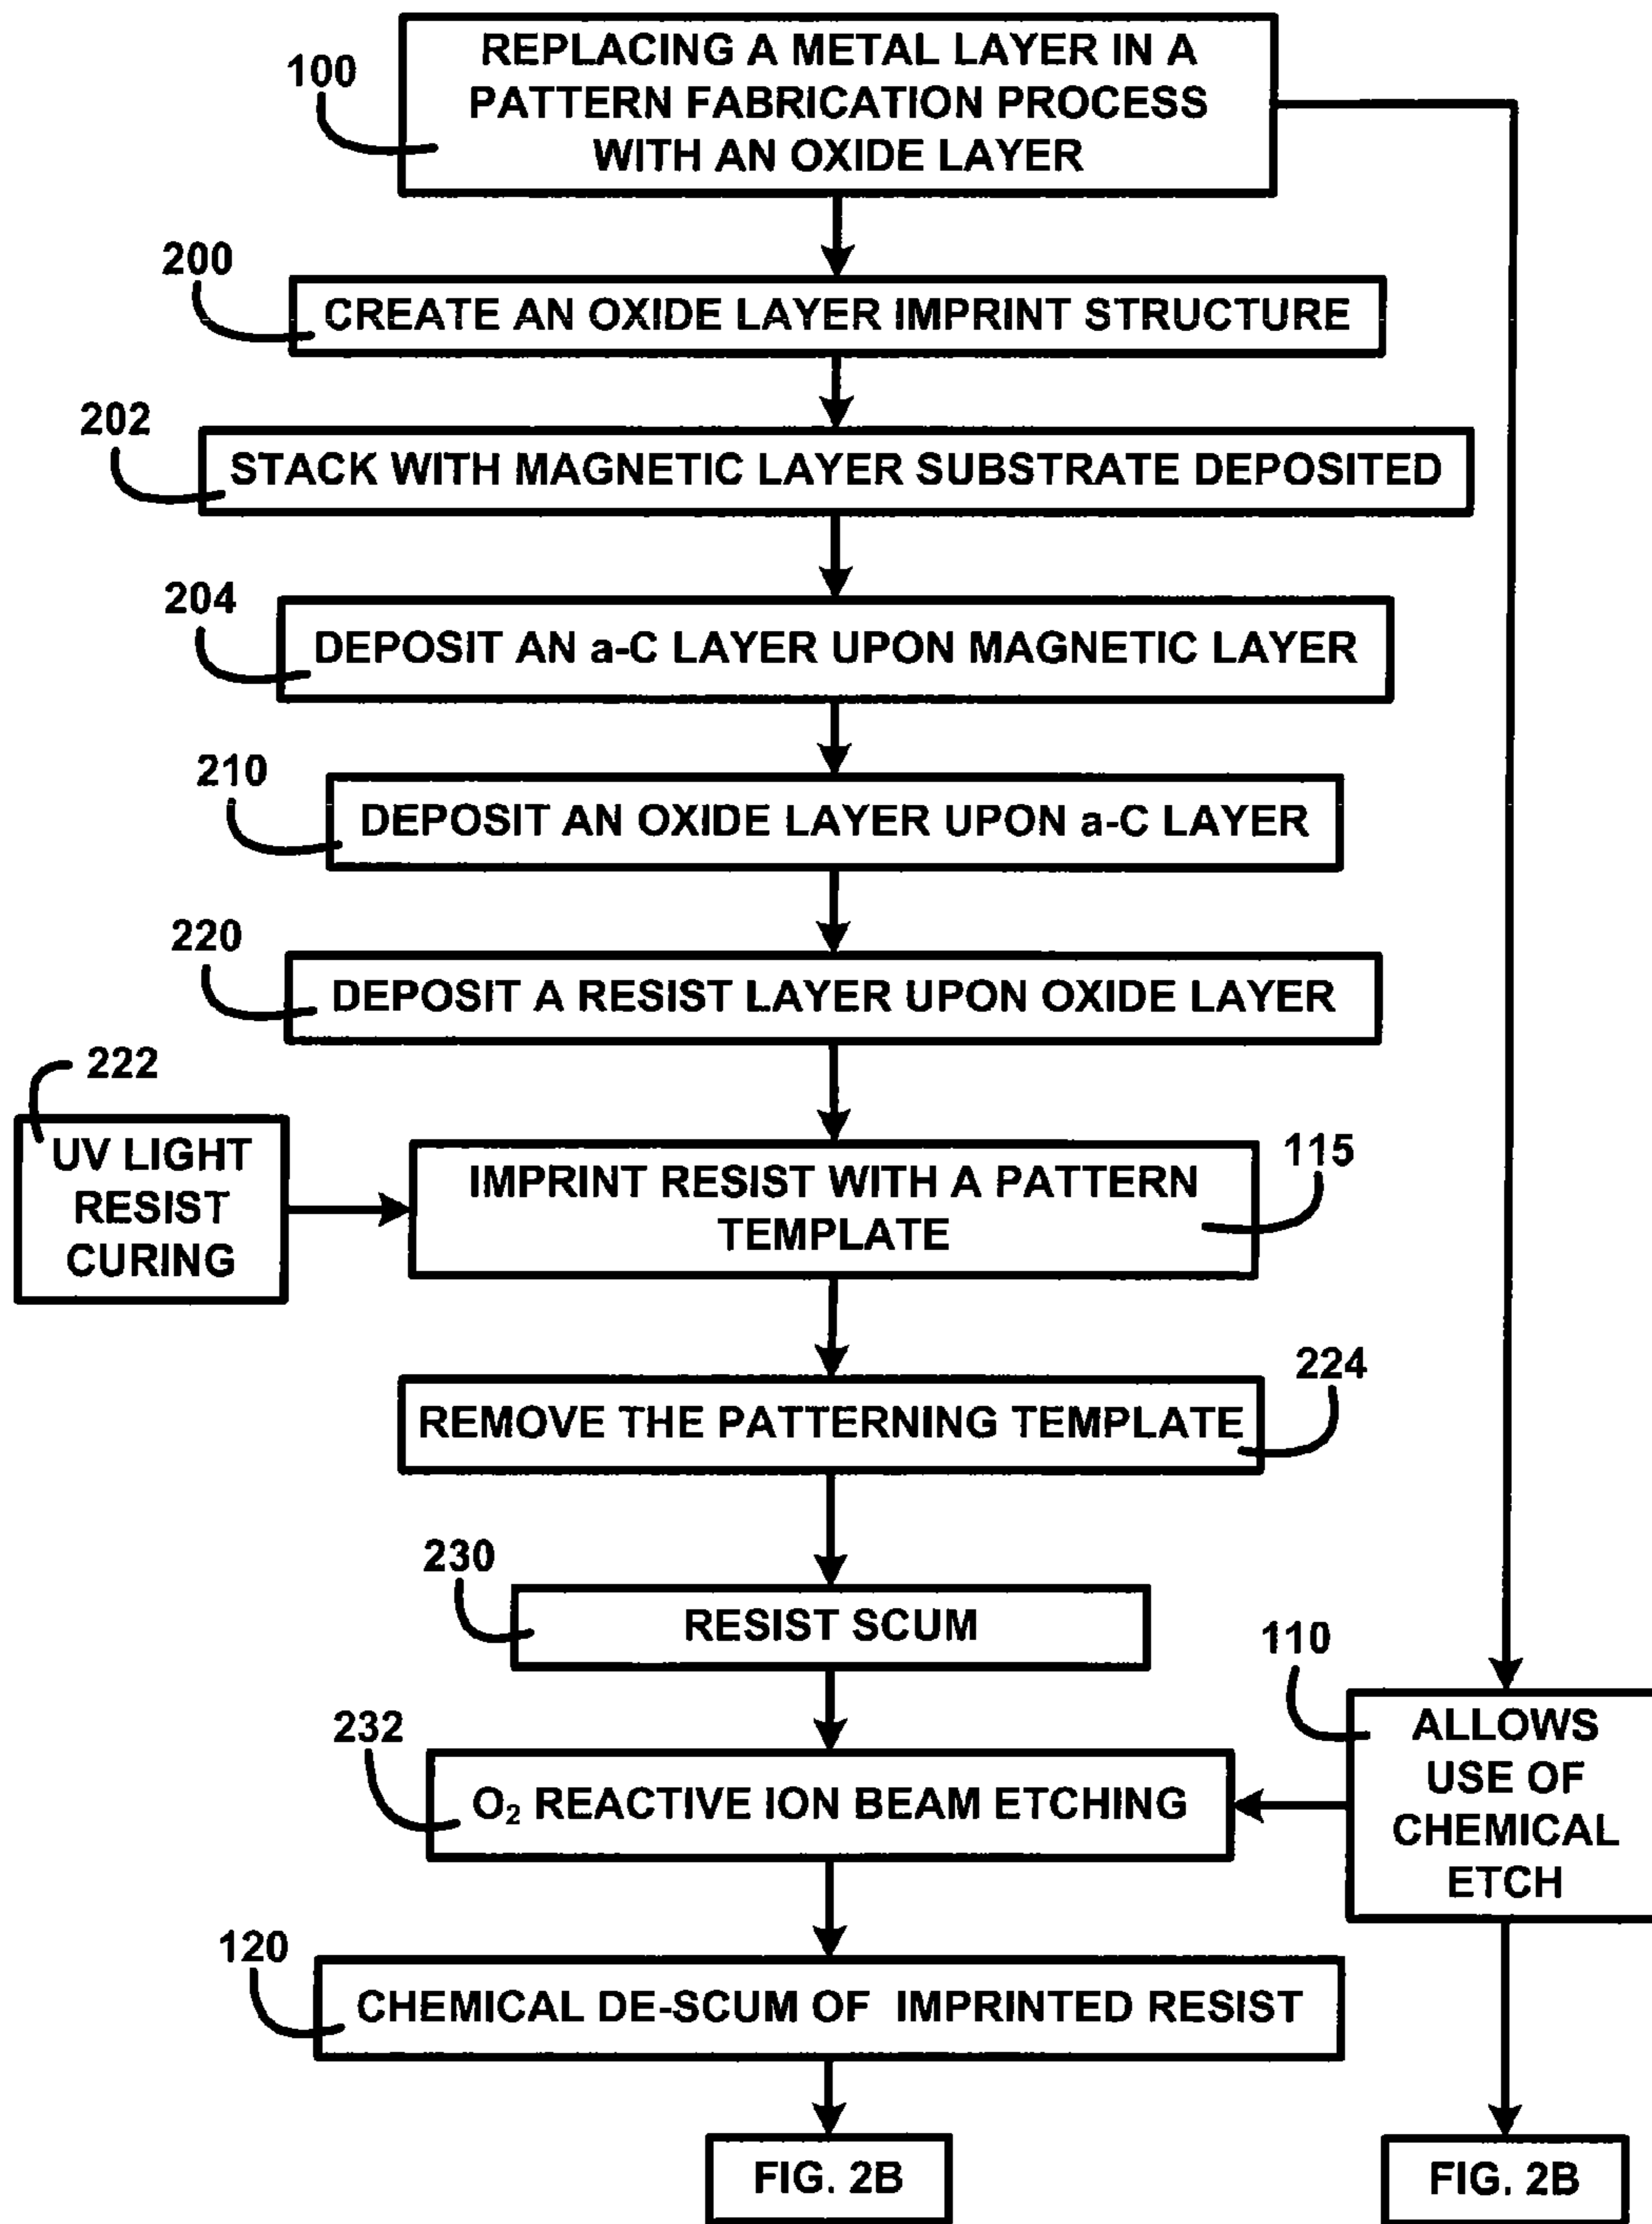 100
REPLACING A METAL LAYER IN A
PATTERN FABRICATION PROCESS
WITH AN OXIDE LAYER
200
CREATE AN OXIDE LAYER IMPRINT STRUCTURE
202
STACK WITH MAGNETIC LAYER SUBSTRATE DEPOSITED
204
DEPOSIT AN a-C LAYER UPON MAGNETIC LAYER
210
DEPOSIT AN OXIDE LAYER UPON a-C LAYER
220
DEPOSIT A RESIST LAYER UPON OXIDE LAYER
222
UV LIGHT
RESIST
CURING
115
IMPRINT RESIST WITH A PATTERN
TEMPLATE
224
REMOVE THE PATTERNING TEMPLATE
230
RESIST SCUM
110
ALLOWS
USE OF
CHEMICAL
ETCH
232
O₂ REACTIVE ION BEAM ETCHING
120
CHEMICAL DE-SCUM OF IMPRINTED RESIST
FIG. 2B
FIG. 2B